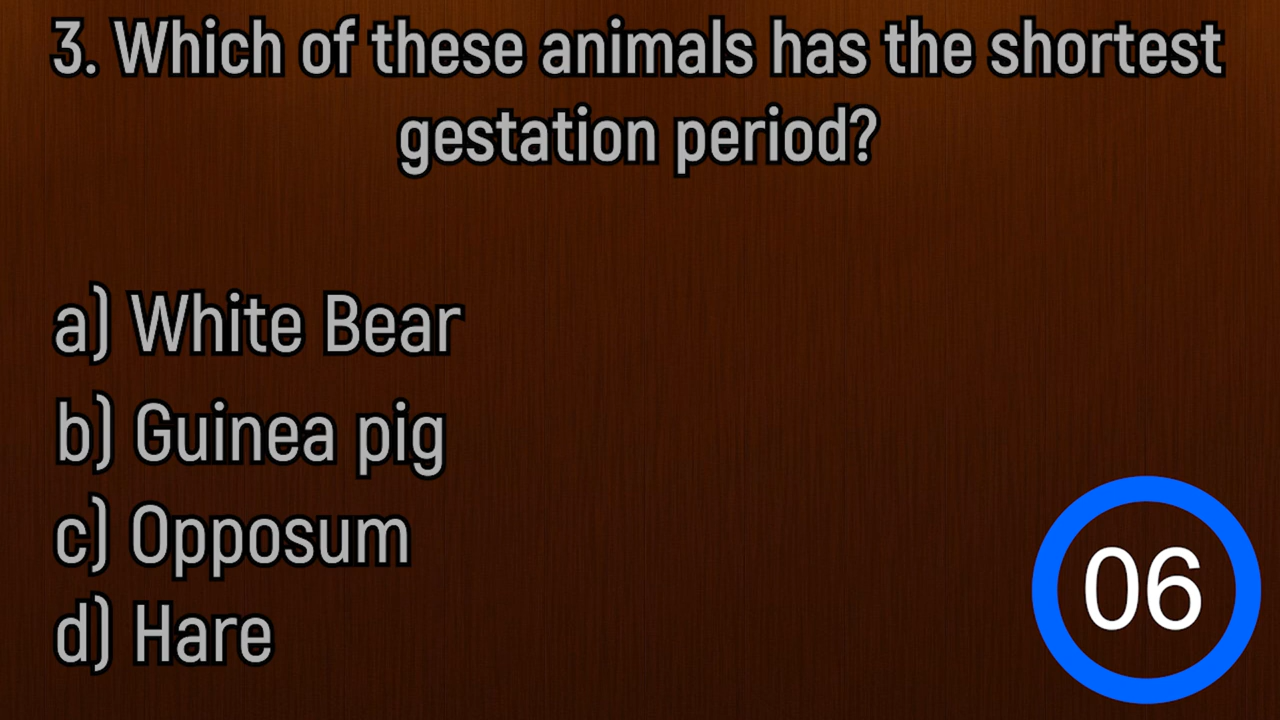 3. Which of these animals has the shortest
gestation period?
a) White Bear
b) Guinea pig
c) Opposum
d) Hare
06